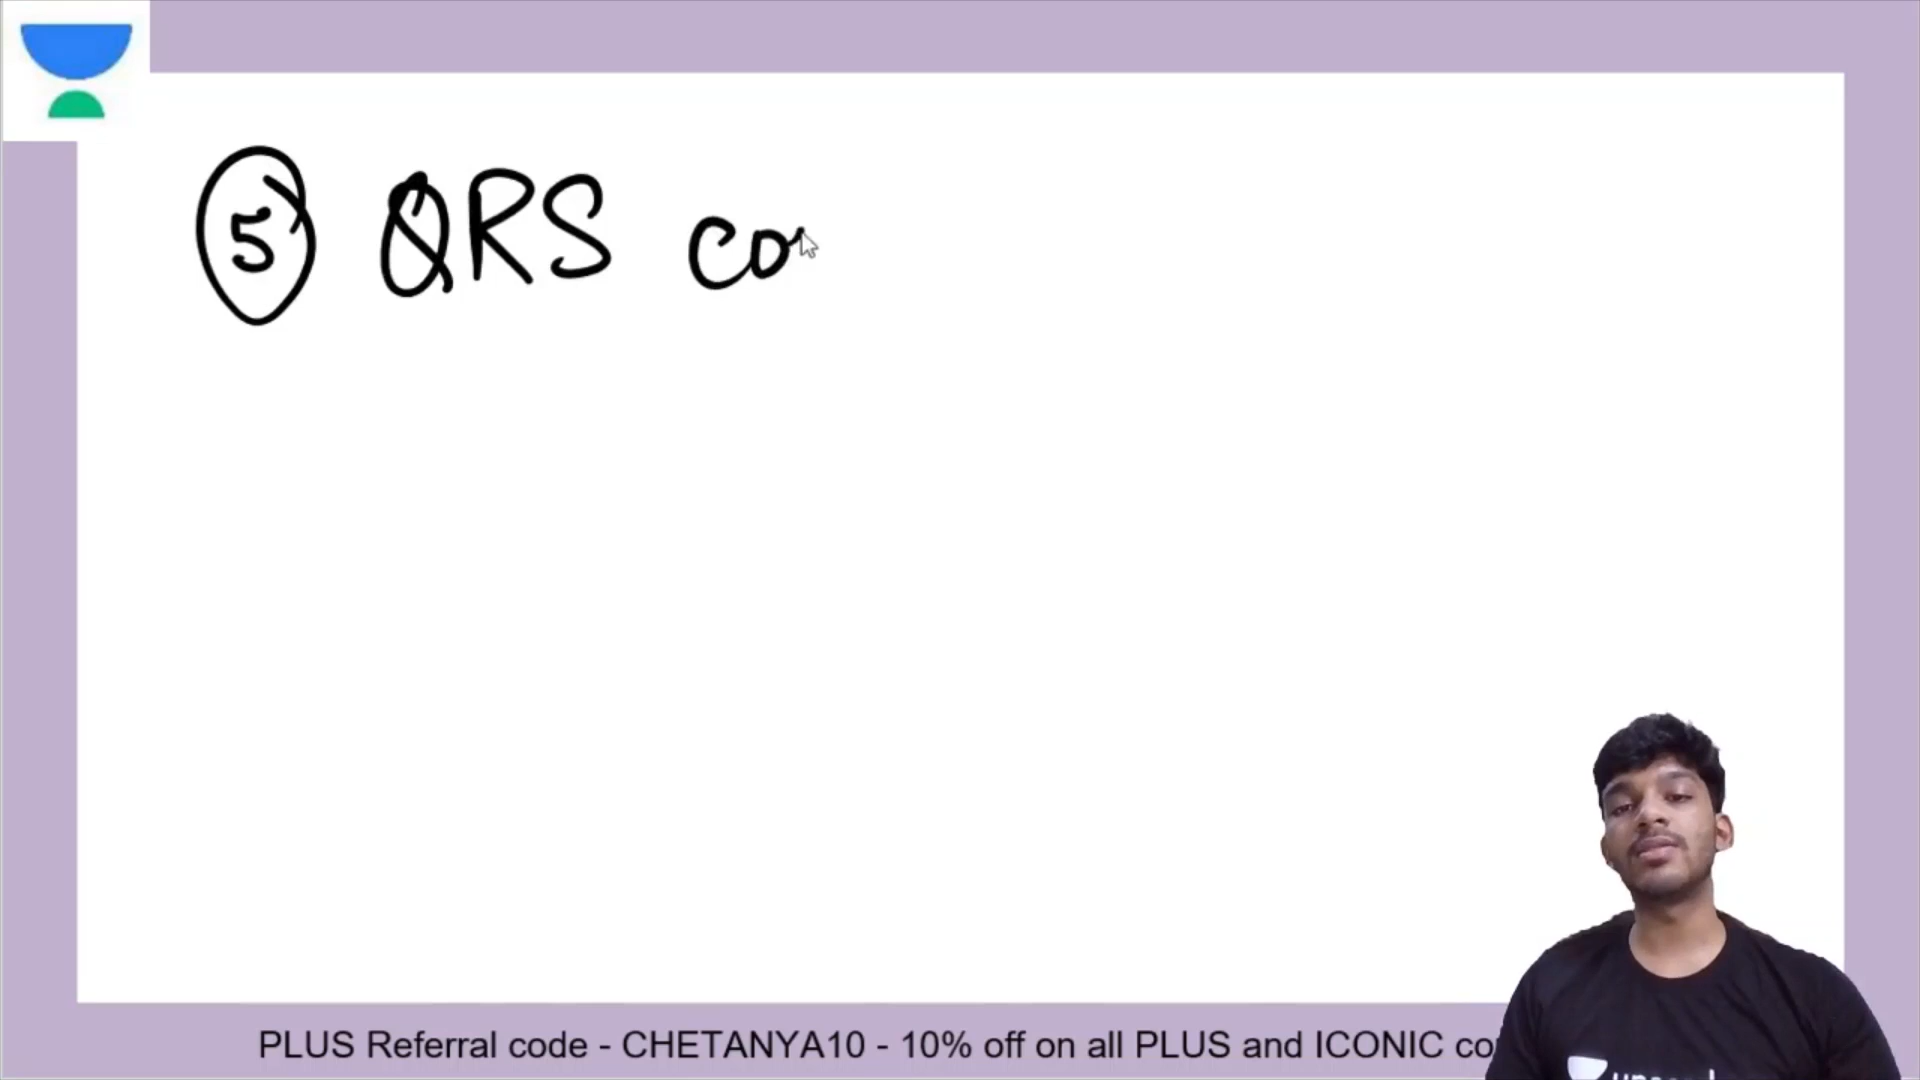 5 QRS co
PLUS Referral code - CHETANYA10 - 10% off on all PLUS and ICONIC co